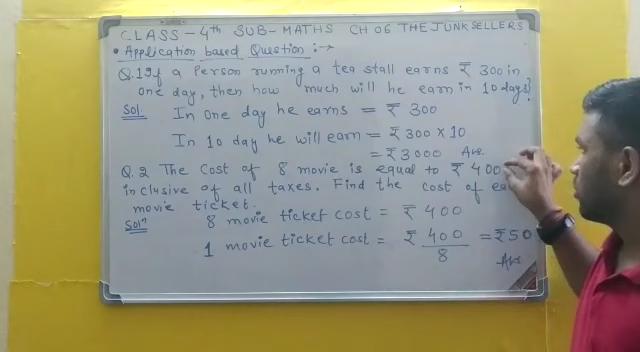 CLASS - 4th SUB- MATHS CH 06 THE JUNK SELLERS
• Application based Question :-→
Q.1 If a Person running a tea stall earns ₹ 300 in
one day, then how much will he earn in 10 days?
Sol. In one day he earns = ₹ 300
In 10 day he will earn = ₹ 300 × 10
= ₹ 3000 Ans.
Q.2 The Cost of 8 movie is equal to ₹ 400
inclusive of all taxes. Find the cost of
movie ticket.
Solⁿ 8 movie ticket cost = ₹ 400
1 movie ticket cost = ₹ 400/8 = ₹50
Ans